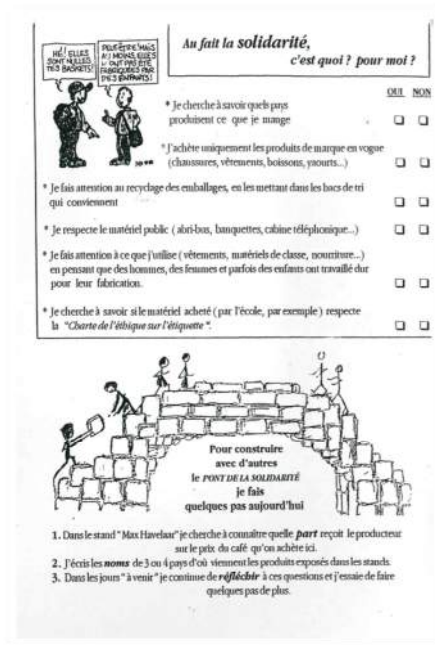 HÉ! ELLES
SONT NULLES
TES BASKETS!
PEUT-ÊTRE! MAIS
AU MOINS, ELLES
N'ONT PAS ÉTÉ
FABRIQUÉES PAR
DES ENFANTS!
Au fait la solidarité,
c'est quoi ? pour moi ?
OUI NON
* Je cherche à savoir quels pays
produisent ce que je mange
* J'achète uniquement les produits de marque en vogue
(chaussures, vêtements, boissons, yaourts...)
* Je fais attention au recyclage des emballages, en les mettant dans les bacs de tri
qui conviennent
* Je respecte le matériel public ( abri-bus, banquettes, cabine téléphonique...)
* Je fais attention à ce que j'utilise ( vêtements, matériels de classe, nourriture...)
en pensant que des hommes, des femmes et parfois des enfants ont travaillé dur
pour leur fabrication.
* Je cherche à savoir si le matériel acheté ( par l'école, par exemple ) respecte
la "Charte de l'éthique sur l'étiquette ".
Pour construire
avec d'autres
le PONT DE LA SOLIDARITÉ
je fais
quelques pas aujourd'hui
1. Dans le stand " Max Havelaar" je cherche à connaître quelle part reçoit le producteur
sur le prix du café qu'on achète ici.
2. J'écris les noms de 3 ou 4 pays d'où viennent les produits exposés dans les stands.
3. Dans les jours " à venir " je continue de réfléchir à ces questions et j'essaie de faire
quelques pas de plus.